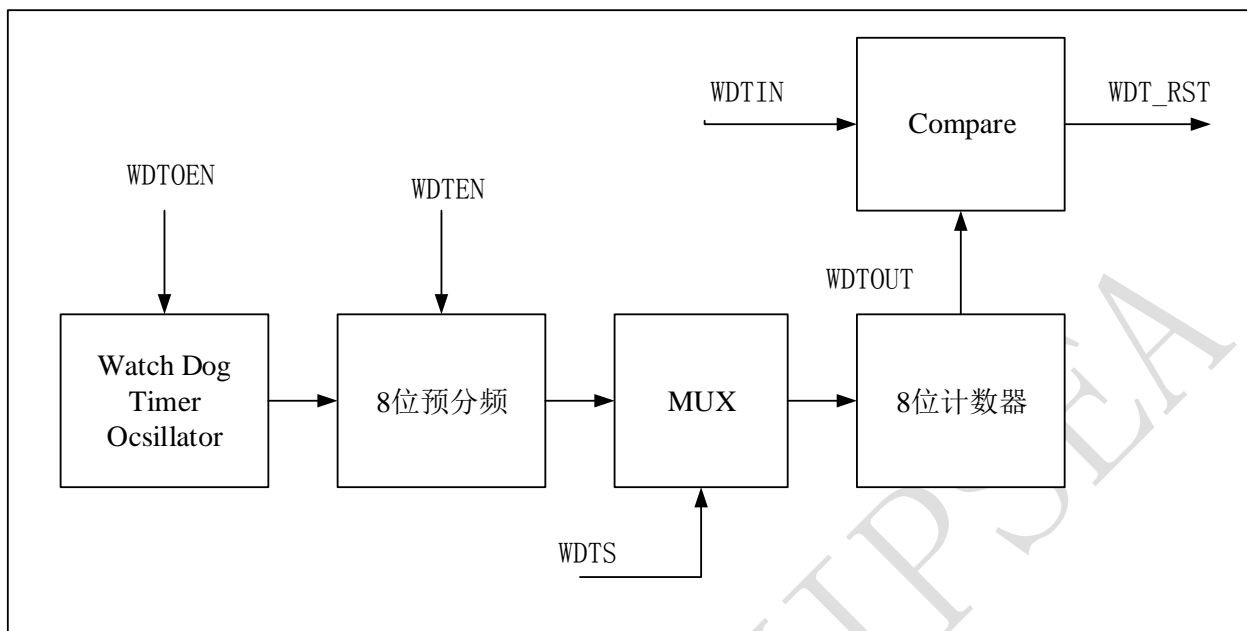 WDTIN
WDT_RST
Compare
WDTOEN
WDTEN
WDTOUT
Watch Dog
Timer
Ocsillator
8位预分频
MUX
8位计数器
WDTS
IPSEA